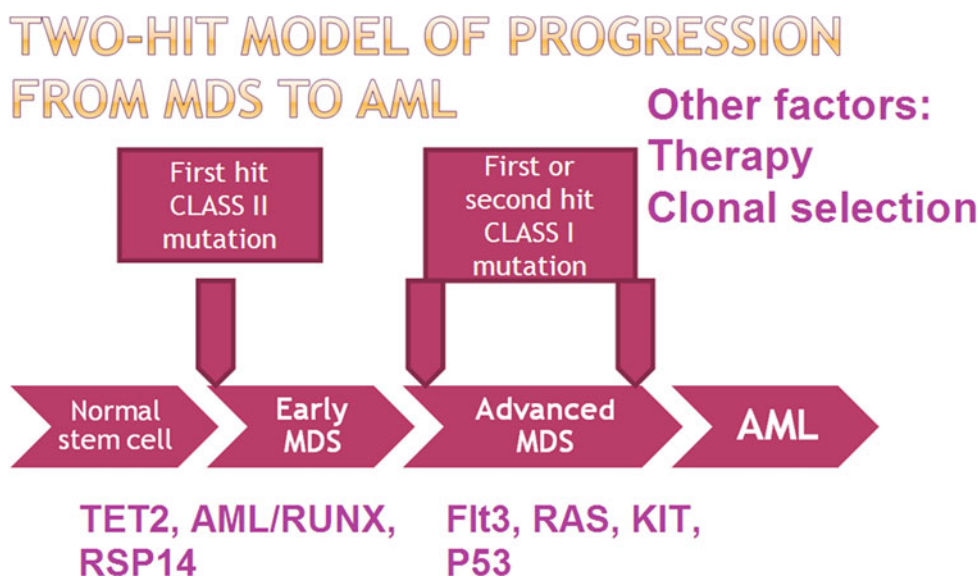 TWO-HIT MODEL OF PROGRESSION
FROM MDS TO AML
Other factors:
Therapy
Clonal selection
First hit
CLASS II
mutation
First or
second hit
CLASS I
mutation
Normal
stem cell
Early
MDS
Advanced
MDS
AML
TET2, AML/RUNX,
RSP14
Flt3, RAS, KIT,
P53